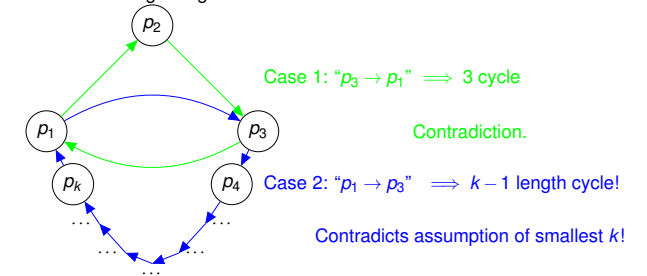 p₂
Case 1: “p₃ → p₁” ⟹ 3 cycle
p₁
p₃
Contradiction.
pₖ
p₄
Case 2: “p₁ → p₃” ⟹ k − 1 length cycle!
... ...
Contradicts assumption of smallest k!
... ...
...